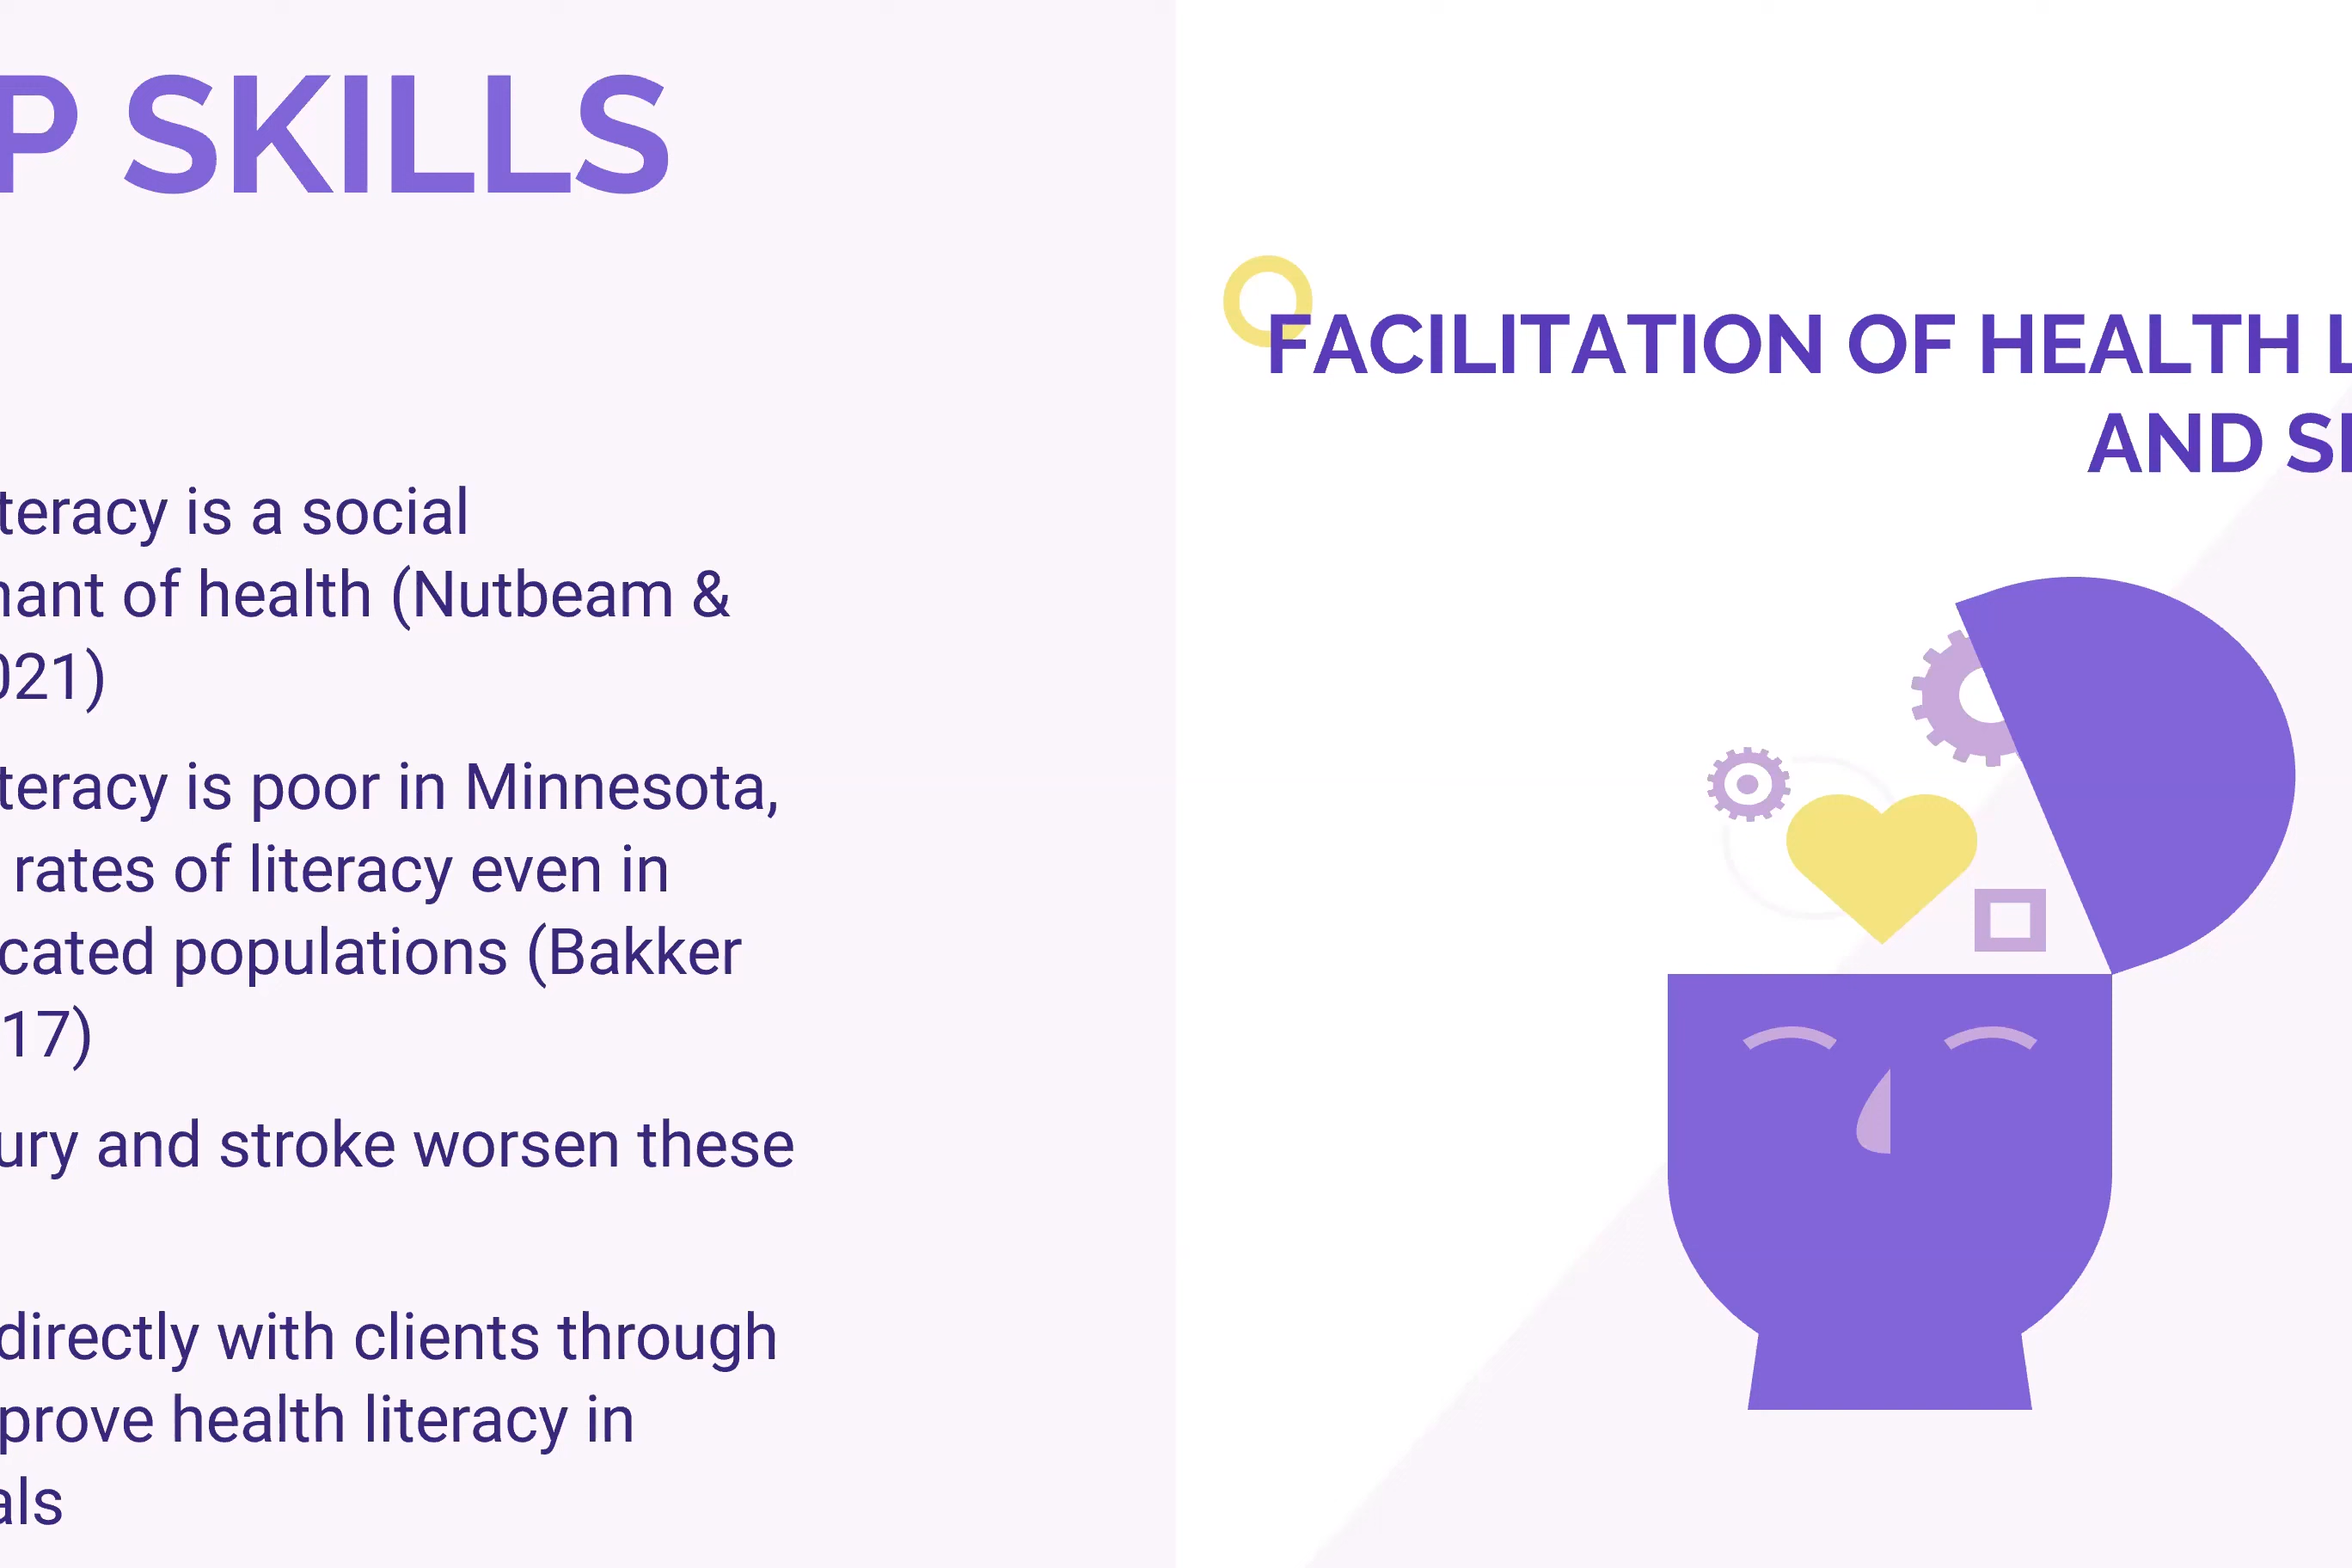 P SKILLS
teracy is a social
nant of health (Nutbeam &
021)
teracy is poor in Minnesota,
rates of literacy even in
cated populations (Bakker
17)
ury and stroke worsen these
directly with clients through
prove health literacy in
als
FACILITATION OF HEALTH L
AND S